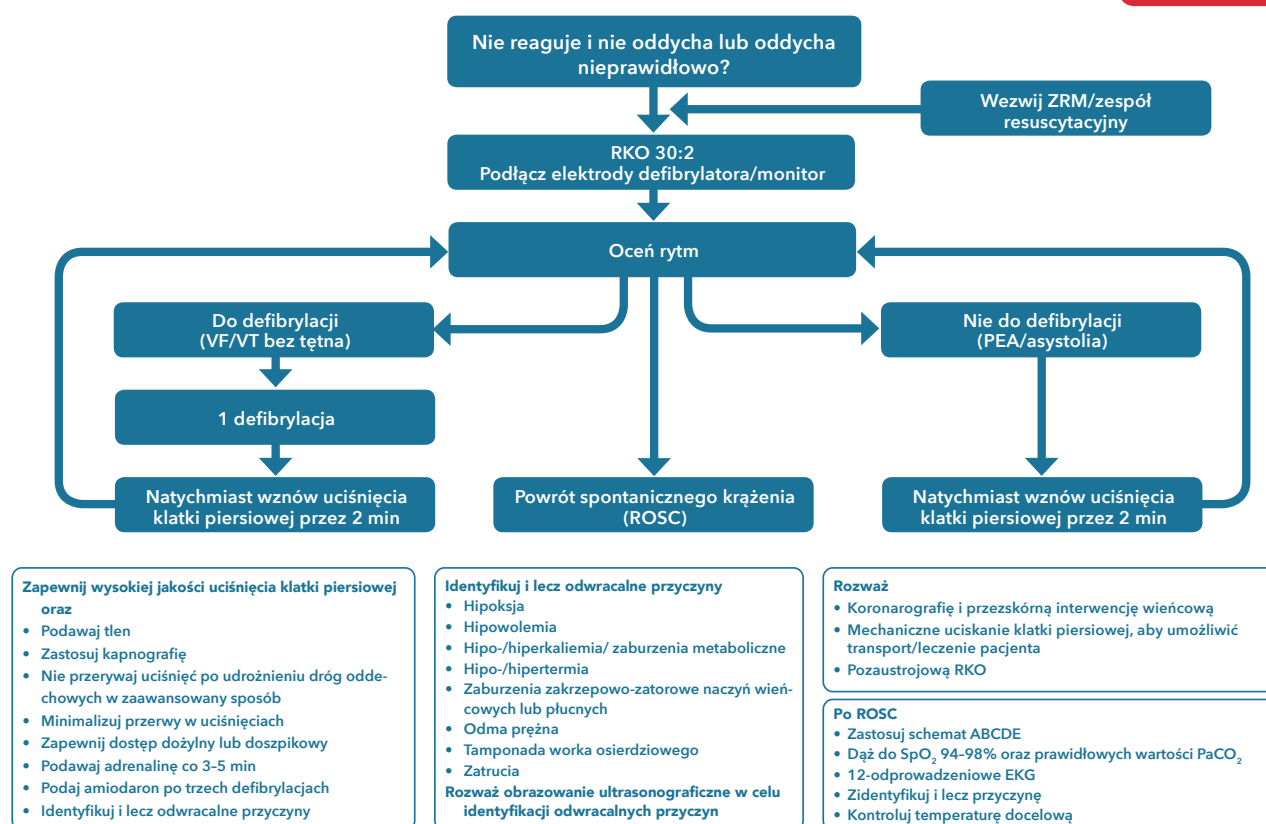 Nie reaguje i nie oddycha lub oddycha
nieprawidłowo?
Wezwij ZRM/zespół
resuscytacyjny
RKO 30:2
Podłącz elektrody defibrylatora/monitor
Oceń rytm
Do defibrylacji
(VF/VT bez tętna)
Nie do defibrylacji
(PEA/asystolia)
1 defibrylacja
Natychmiast wznów uciśnięcia
klatki piersiowej przez 2 min
Powrót spontanicznego krążenia
(ROSC)
Natychmiast wznów uciśnięcia
klatki piersiowej przez 2 min
Zapewnij wysokiej jakości uciśnięcia klatki piersiowej
oraz
• Podawaj tlen
• Zastosuj kapnografię
• Nie przerywaj uciśnięć po udrożnieniu dróg odde-
chowych w zaawansowany sposób
• Minimalizuj przerwy w uciśnięciach
• Zapewnij dostęp dożylny lub doszpikowy
• Podawaj adrenalinę co 3–5 min
• Podaj amiodaron po trzech defibrylacjach
• Identyfikuj i lecz odwracalne przyczyny
Identyfikuj i lecz odwracalne przyczyny
• Hipoksja
• Hipowolemia
• Hipo-/hiperkaliemia/ zaburzenia metaboliczne
• Hipo-/hipertermia
• Zaburzenia zakrzepowo-zatorowe naczyń wień-
cowych lub płucnych
• Odma prężna
• Tamponada worka osierdziowego
• Zatrucia
Rozważ obrazowanie ultrasonograficzne w celu
identyfikacji odwracalnych przyczyn
Rozważ
• Koronarografię i przezskórną interwencję wieńcową
• Mechaniczne uciskanie klatki piersiowej, aby umożliwić
transport/leczenie pacjenta
• Pozaustrojową RKO
Po ROSC
• Zastosuj schemat ABCDE
• Dąż do SpO₂ 94–98% oraz prawidłowych wartości PaCO₂
• 12-odprowadzeniowe EKG
• Zidentyfikuj i lecz przyczynę
• Kontroluj temperaturę docelową